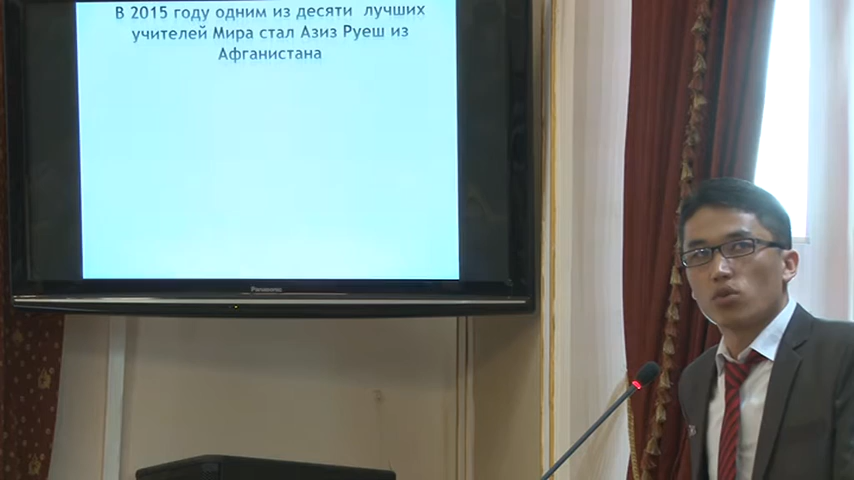 В 2015 году одним из десяти лучших
учителей Мира стал Азиз Руеш из
Афганистана
Panasonic